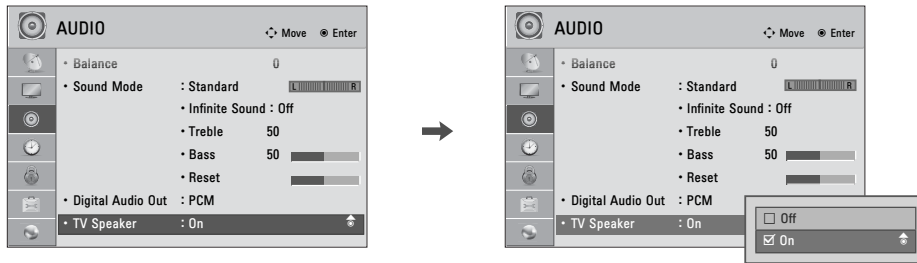 AUDIO
Move Enter
• Balance 0
• Sound Mode : Standard L R
• Infinite Sound : Off
• Treble 50
• Bass 50
• Reset
• Digital Audio Out : PCM
• TV Speaker : On
AUDIO
Move Enter
• Balance 0
• Sound Mode : Standard L R
• Infinite Sound : Off
• Treble 50
• Bass 50
• Reset
• Digital Audio Out : PCM
• TV Speaker : On
Off
On